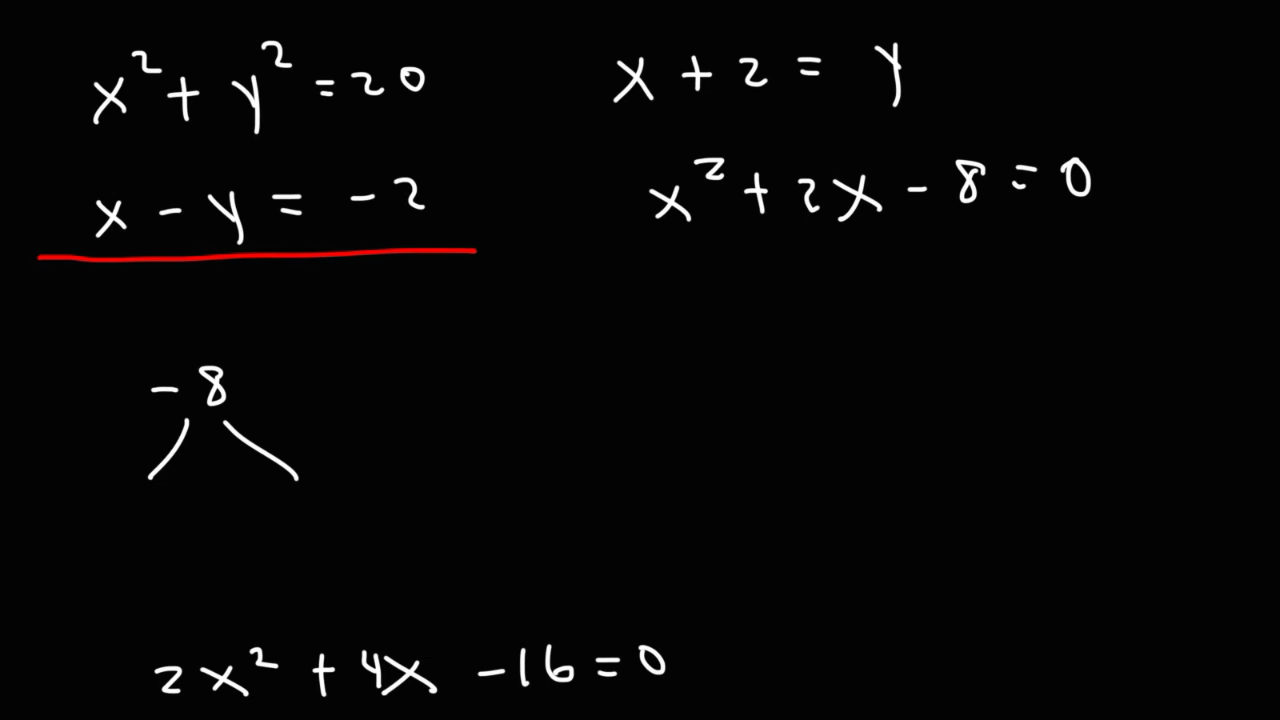 x² + y² = 20
x - y = -2
x + 2 = y
x² + 2x - 8 = 0
-8
2x² + 4x - 16 = 0